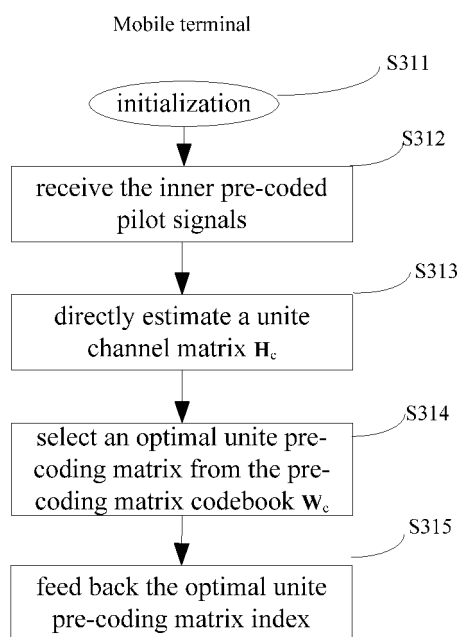 Mobile terminal
S311
initialization
S312
receive the inner pre-coded
pilot signals
S313
directly estimate a unite
channel matrix Hc
S314
select an optimal unite pre-
coding matrix from the pre-
coding matrix codebook Wc
S315
feed back the optimal unite
pre-coding matrix index